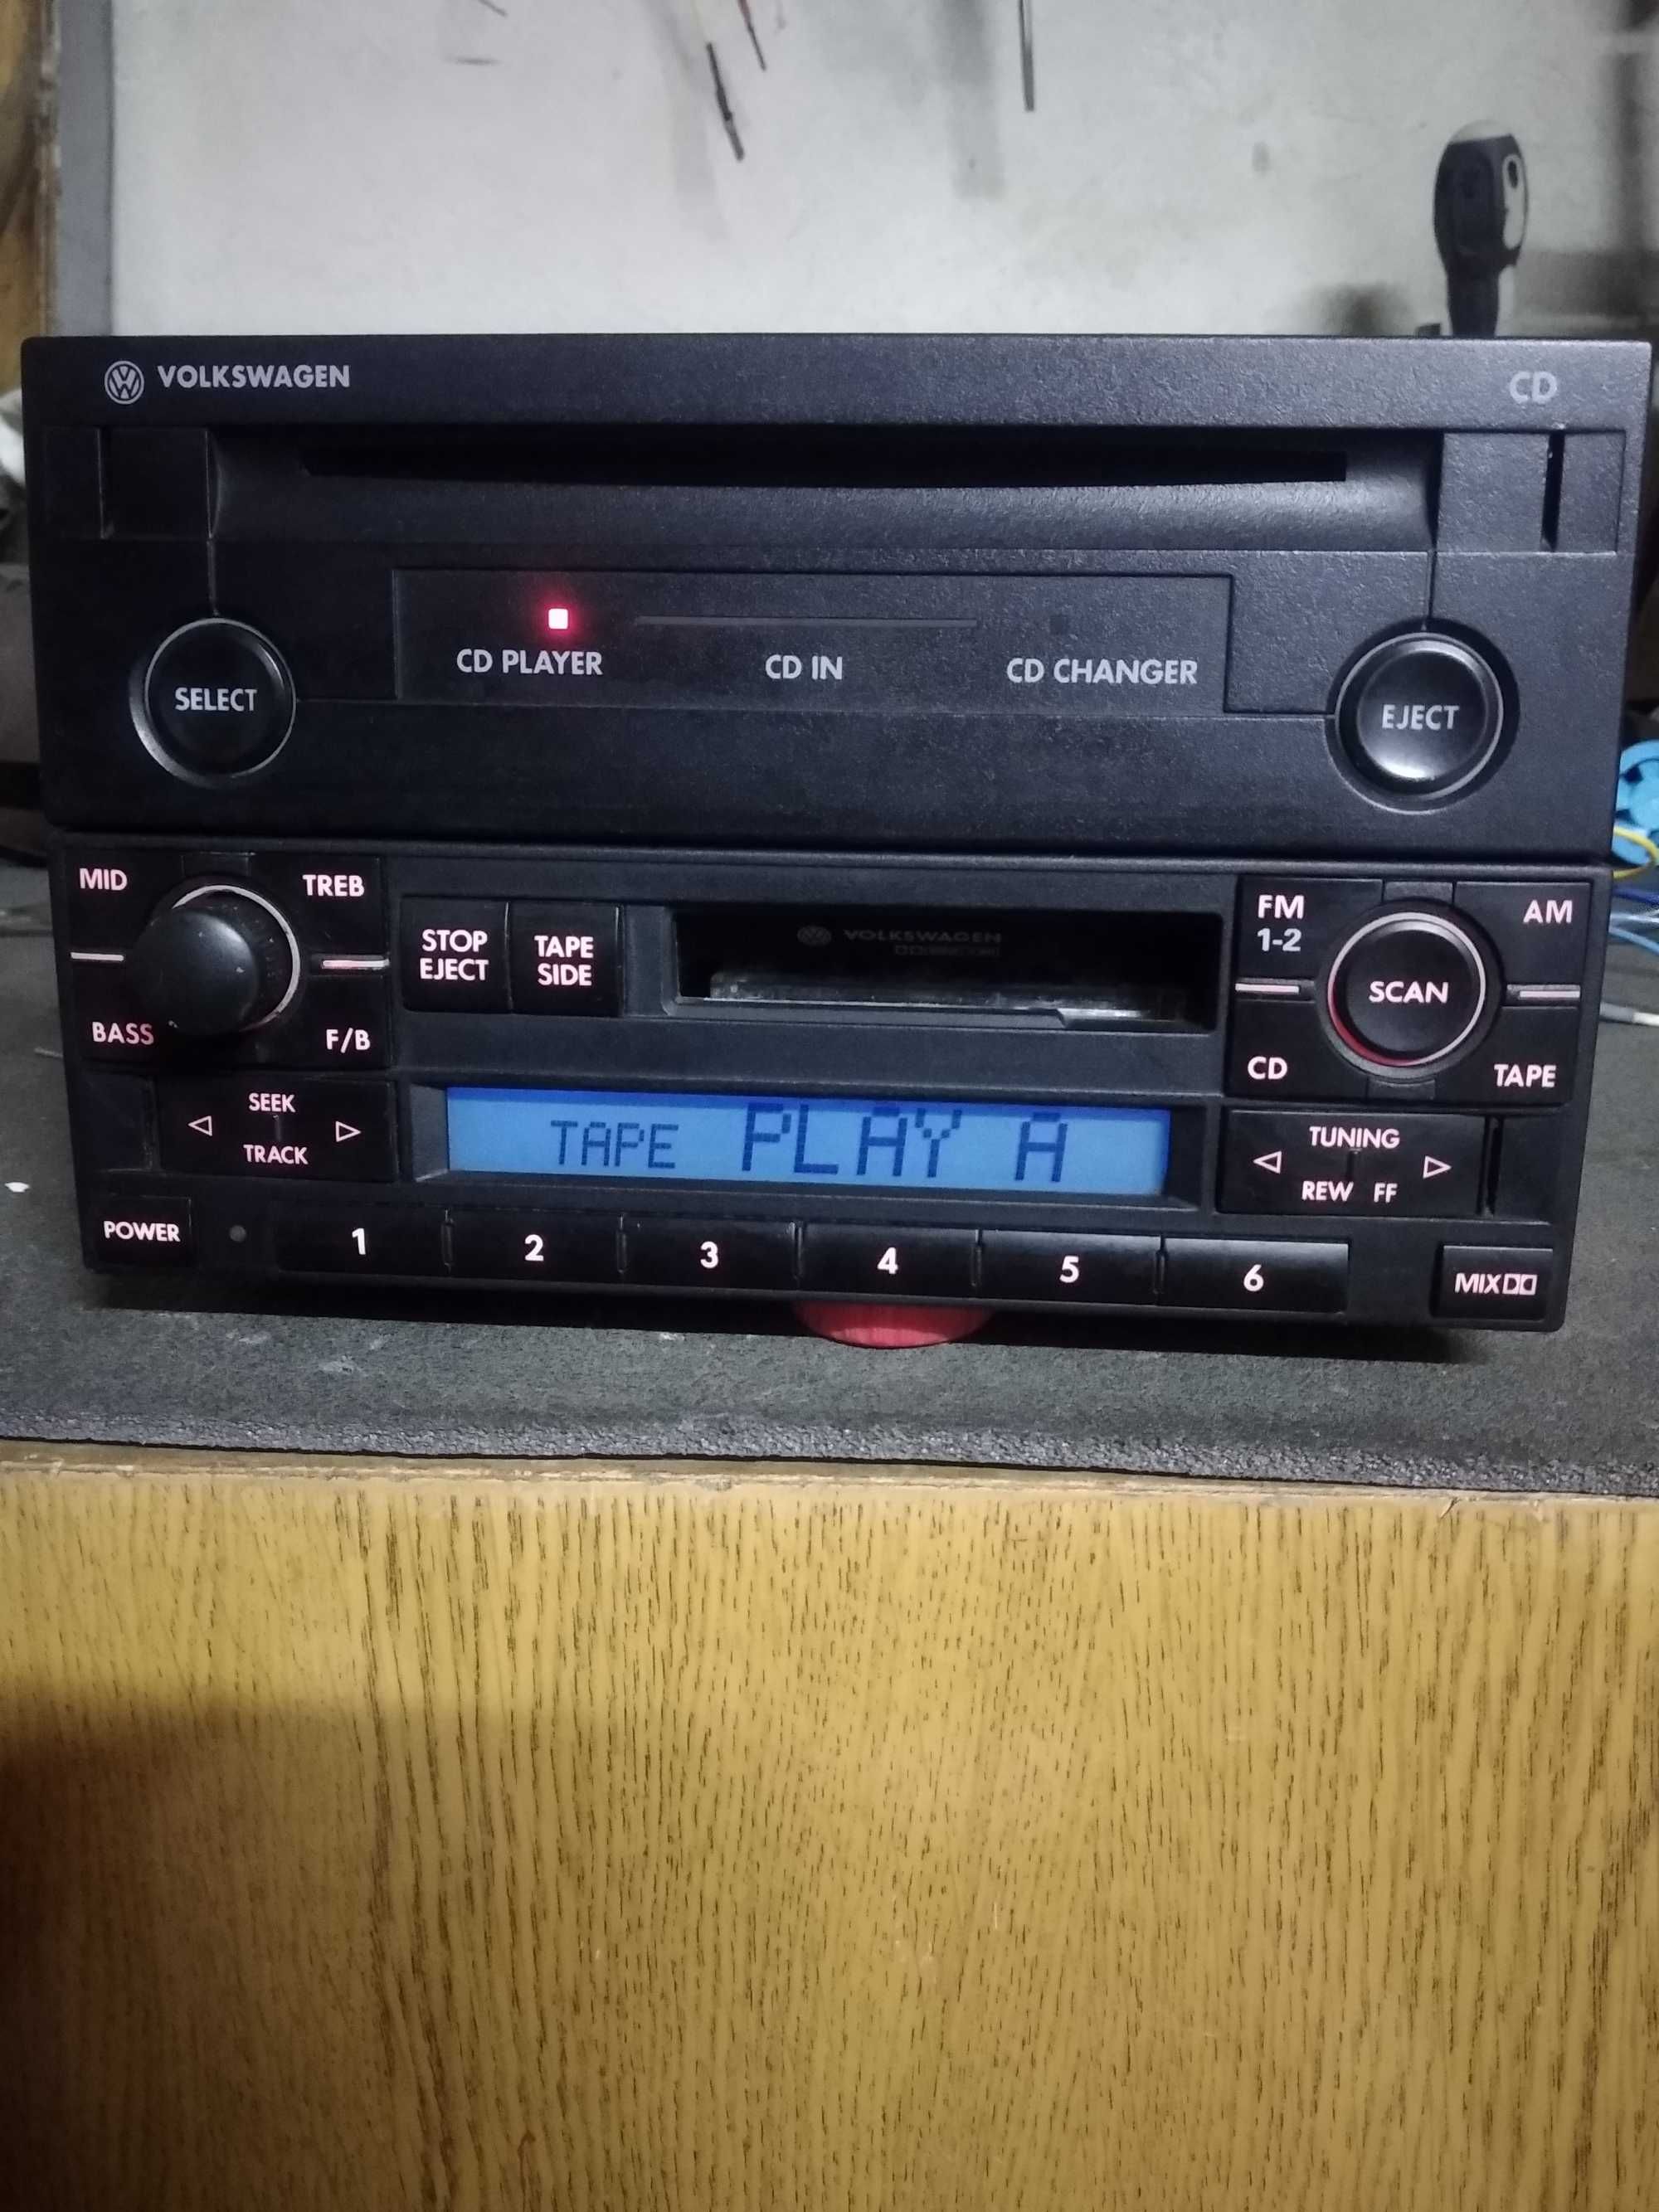 VOLKSWAGEN
CD
CD PLAYER
CD IN
CD CHANGER
SELECT
EJECT
MID
TREB
BASS
F/B
STOP
EJECT
TAPE
SIDE
VOLKSWAGEN
FM
1-2
AM
SCAN
CD
TAPE
SEEK
TRACK
TAPE PLAY A
TUNING
REW FF
POWER
1
2
3
4
5
6
MIX